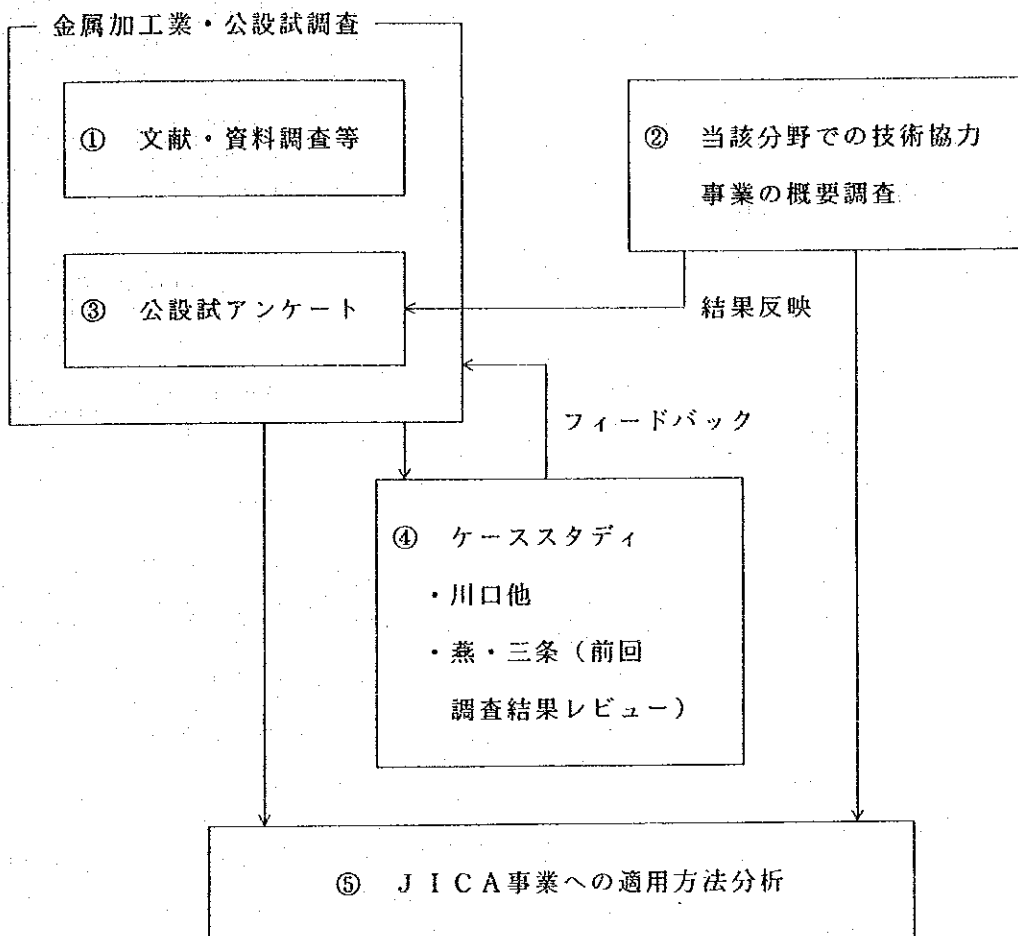 金属加工業・公設試調査
① 文献・資料調査等
② 当該分野での技術協力
事業の概要調査
③ 公設試アンケート
結果反映
フィードバック
④ ケーススタディ
・川口他
・燕・三条（前回
調査結果レビュー）
⑤ ＪＩＣＡ事業への適用方法分析